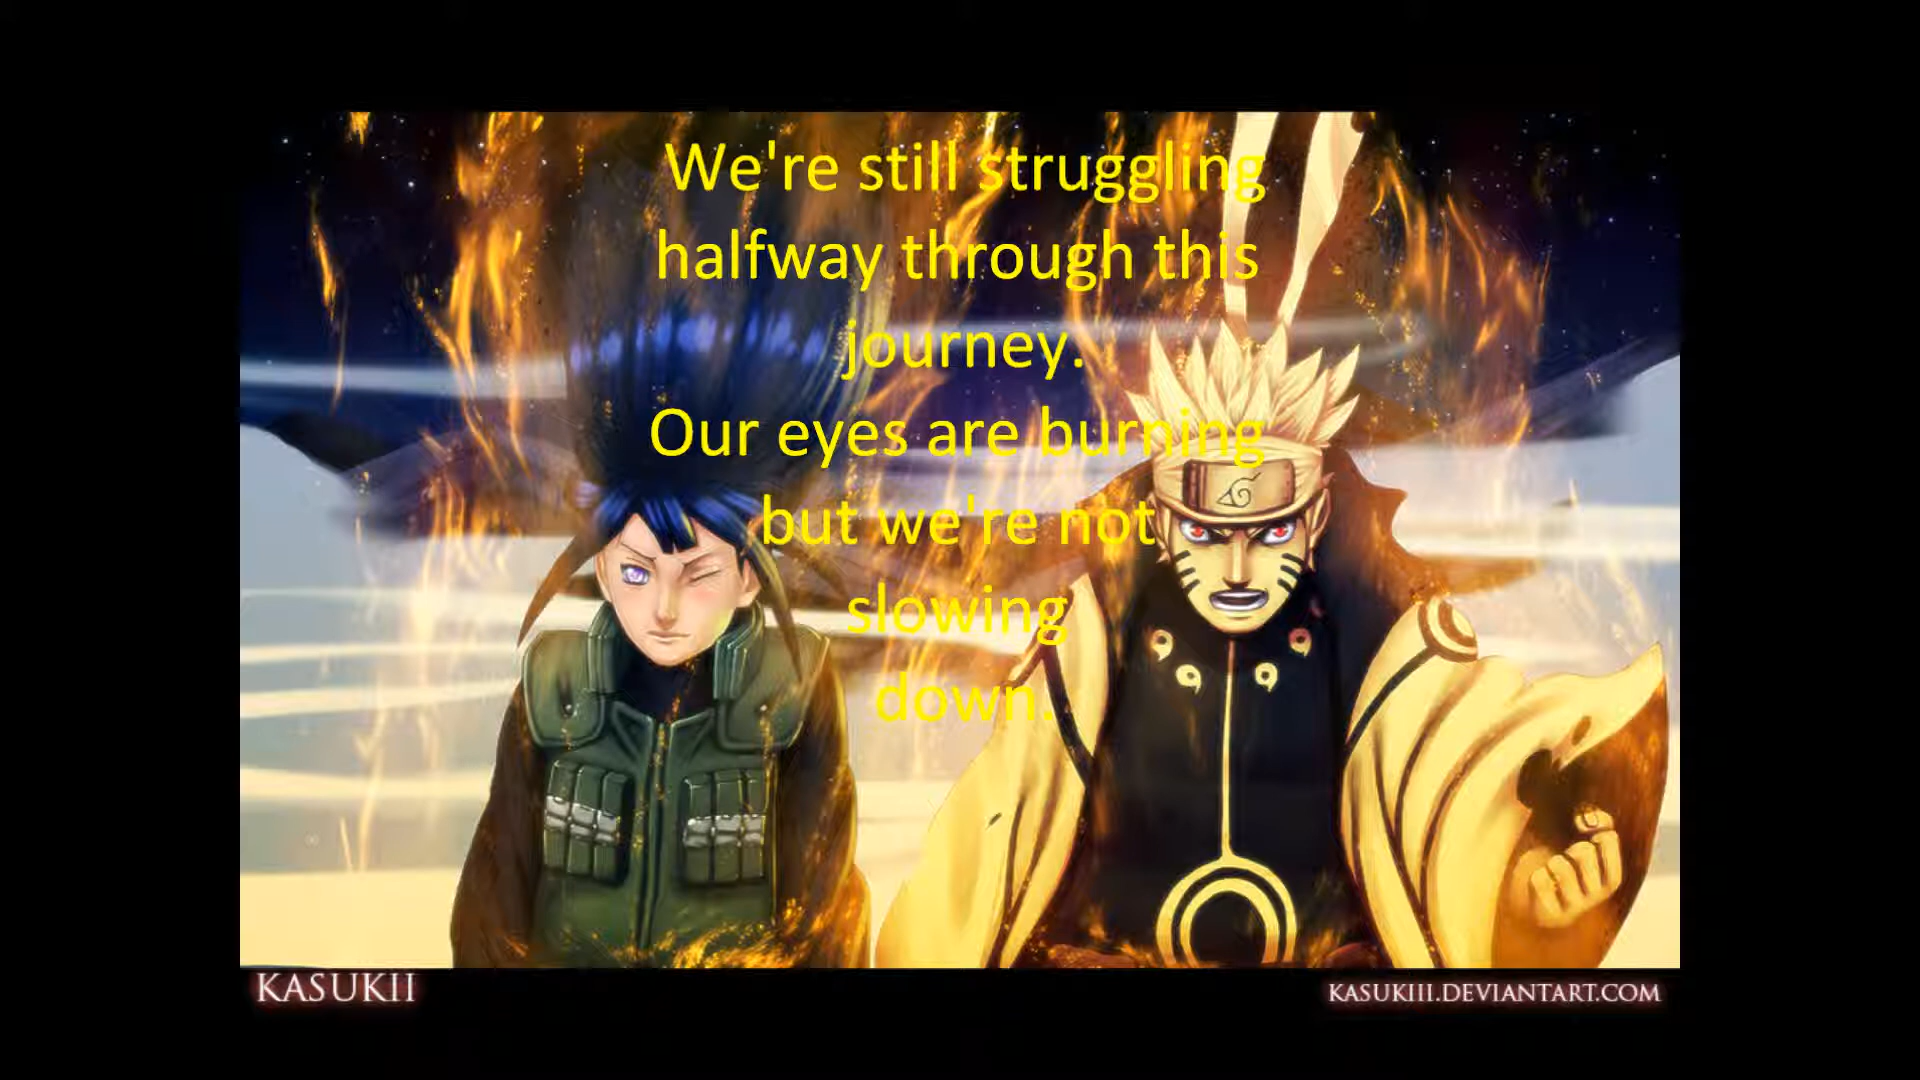 We're still struggling
halfway through this
journey.
Our eyes are burning
but we're not
slowing
down.
KASUKII
KASUKIII.DEVIANTART.COM